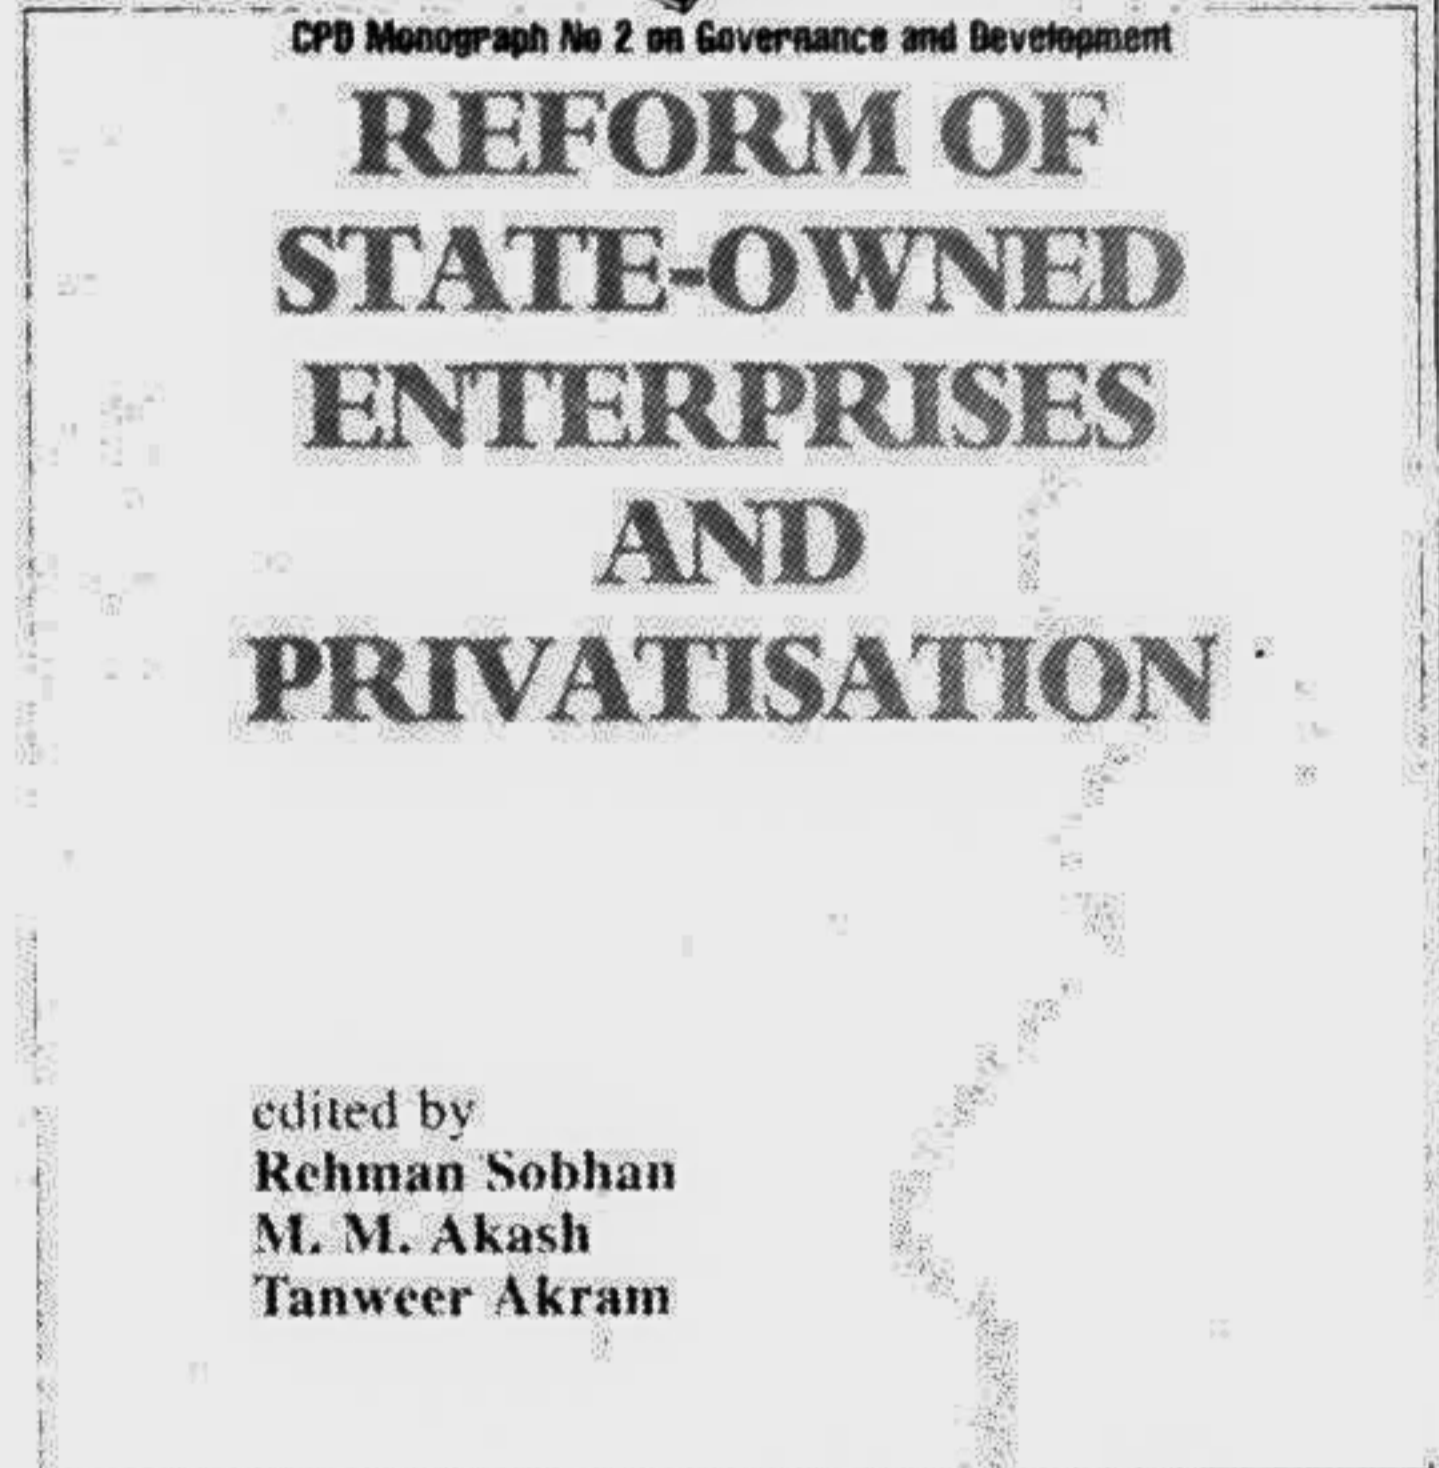 CPD Monograph No 2 on Governance and Development
REFORM OF
STATE-OWNED
ENTERPRISES
AND
PRIVATISATION
edited by
Rehman Sobhan
M. M. Akash
Tanweer Akram